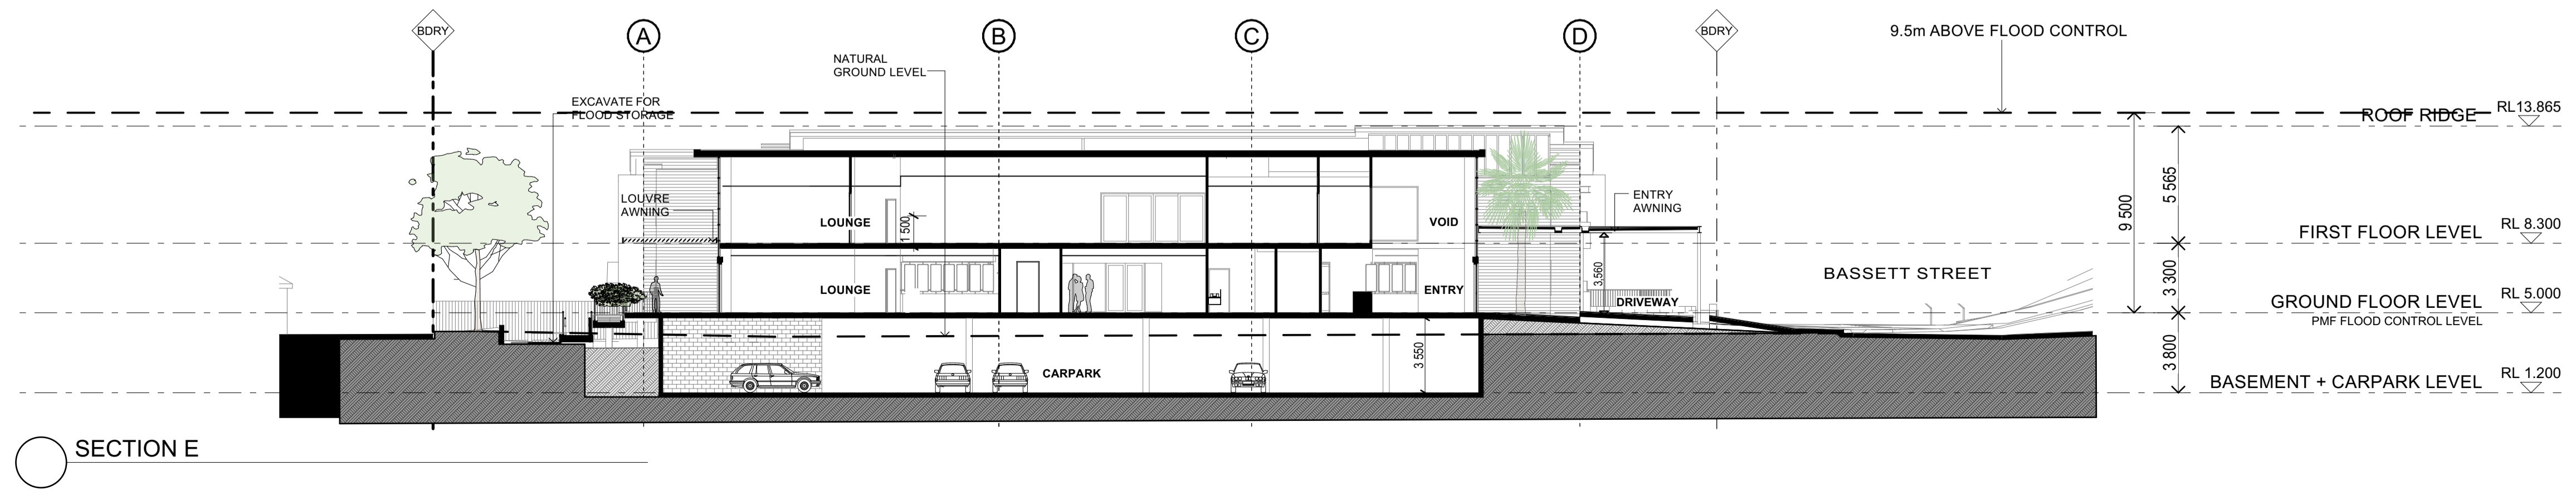 BDRY
A
B
C
D
BDRY
9.5m ABOVE FLOOD CONTROL
NATURAL
GROUND LEVEL
EXCAVATE FOR
FLOOD STORAGE
ROOF RIDGE
RL13.865
LOUVRE
AWNING
LOUNGE
1 500
VOID
ENTRY
AWNING
9 500
5 565
FIRST FLOOR LEVEL
RL 8.300
LOUNGE
ENTRY
3,560
DRIVEWAY
BASSETT STREET
3 300
GROUND FLOOR LEVEL
RL 5.000
PMF FLOOD CONTROL LEVEL
CARPARK
3 550
3 800
BASEMENT + CARPARK LEVEL
RL 1.200
SECTION E